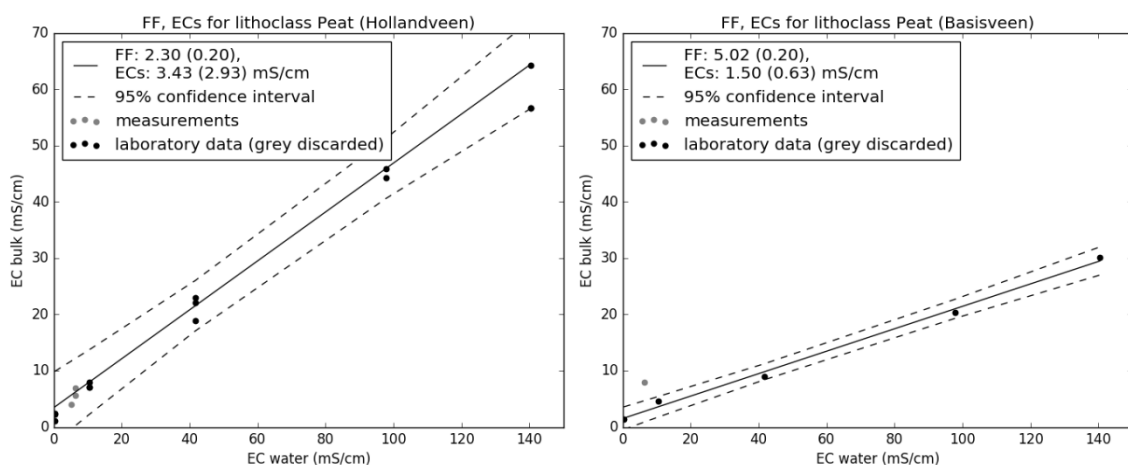 FF, ECs for lithoclass Peat (Hollandveen)
70
60
50
40
30
20
10
0
EC bulk (mS/cm)
FF: 2.30 (0.20),
ECs: 3.43 (2.93) mS/cm
95% confidence interval
measurements
laboratory data (grey discarded)
0 20 40 60 80 100 120 140
EC water (mS/cm)
FF, ECs for lithoclass Peat (Basisveen)
70
60
50
40
30
20
10
0
EC bulk (mS/cm)
FF: 5.02 (0.20),
ECs: 1.50 (0.63) mS/cm
95% confidence interval
measurements
laboratory data (grey discarded)
0 20 40 60 80 100 120 140
EC water (mS/cm)